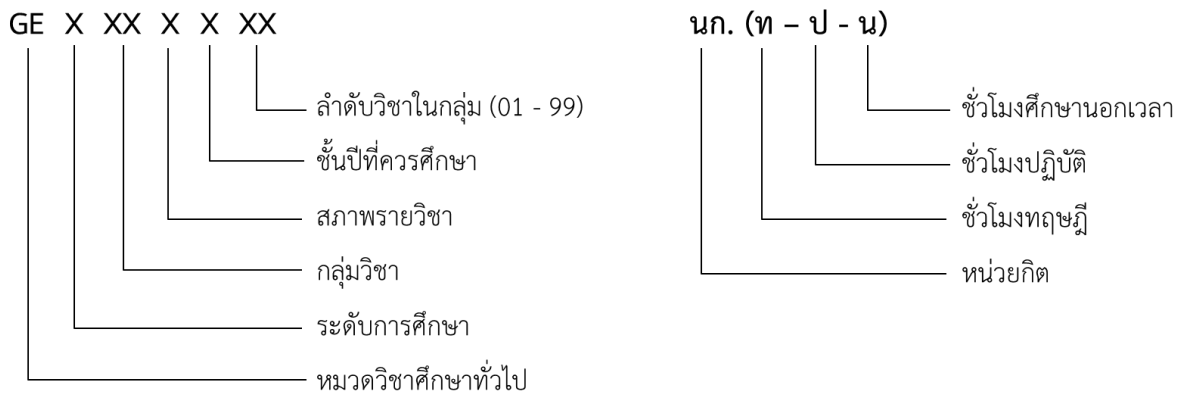 GE X XX X X XX
ลำดับวิชาในกลุ่ม (01 - 99)
ชั้นปีที่ควรศึกษา
สภาพรายวิชา
กลุ่มวิชา
ระดับการศึกษา
หมวดวิชาศึกษาทั่วไป
นก. (ท – ป - น)
ชั่วโมงศึกษานอกเวลา
ชั่วโมงปฏิบัติ
ชั่วโมงทฤษฎี
หน่วยกิต